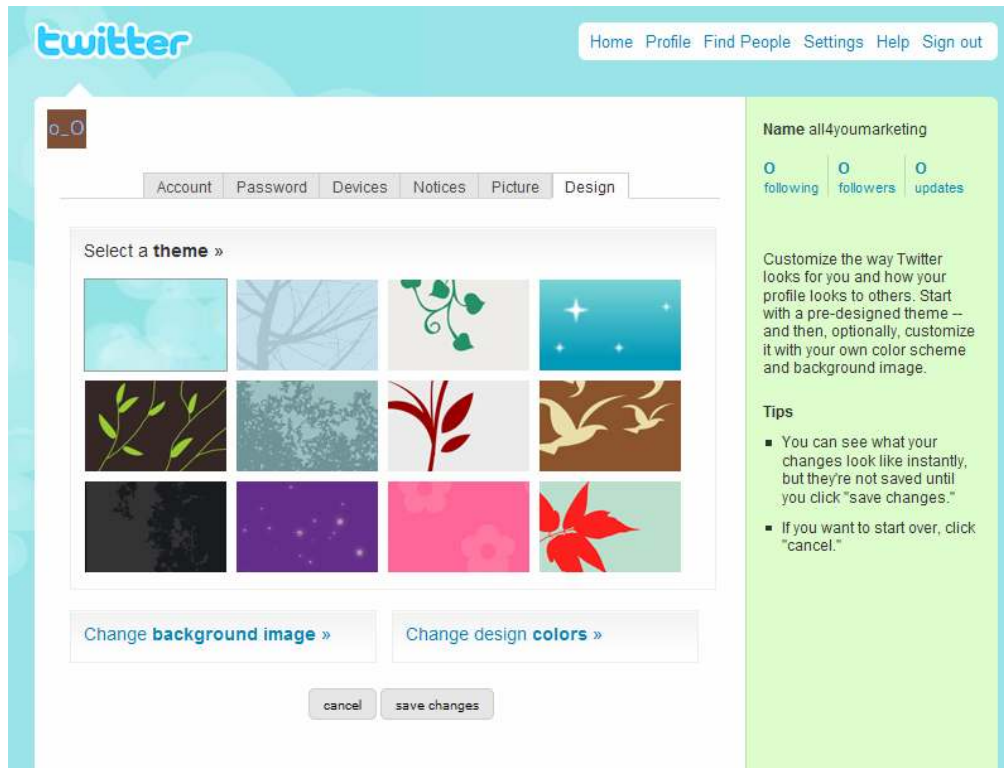 twitter
Home Profile Find People Settings Help Sign out
o_O
Account Password Devices Notices Picture Design
Select a theme »
Change background image »
Change design colors »
cancel save changes
Name all4youmarketing
0 0 0
following followers updates
Customize the way Twitter
looks for you and how your
profile looks to others. Start
with a pre-designed theme --
and then, optionally, customize
it with your own color scheme
and background image.
Tips
▪ You can see what your
changes look like instantly,
but they're not saved until
you click "save changes."
▪ If you want to start over, click
"cancel."